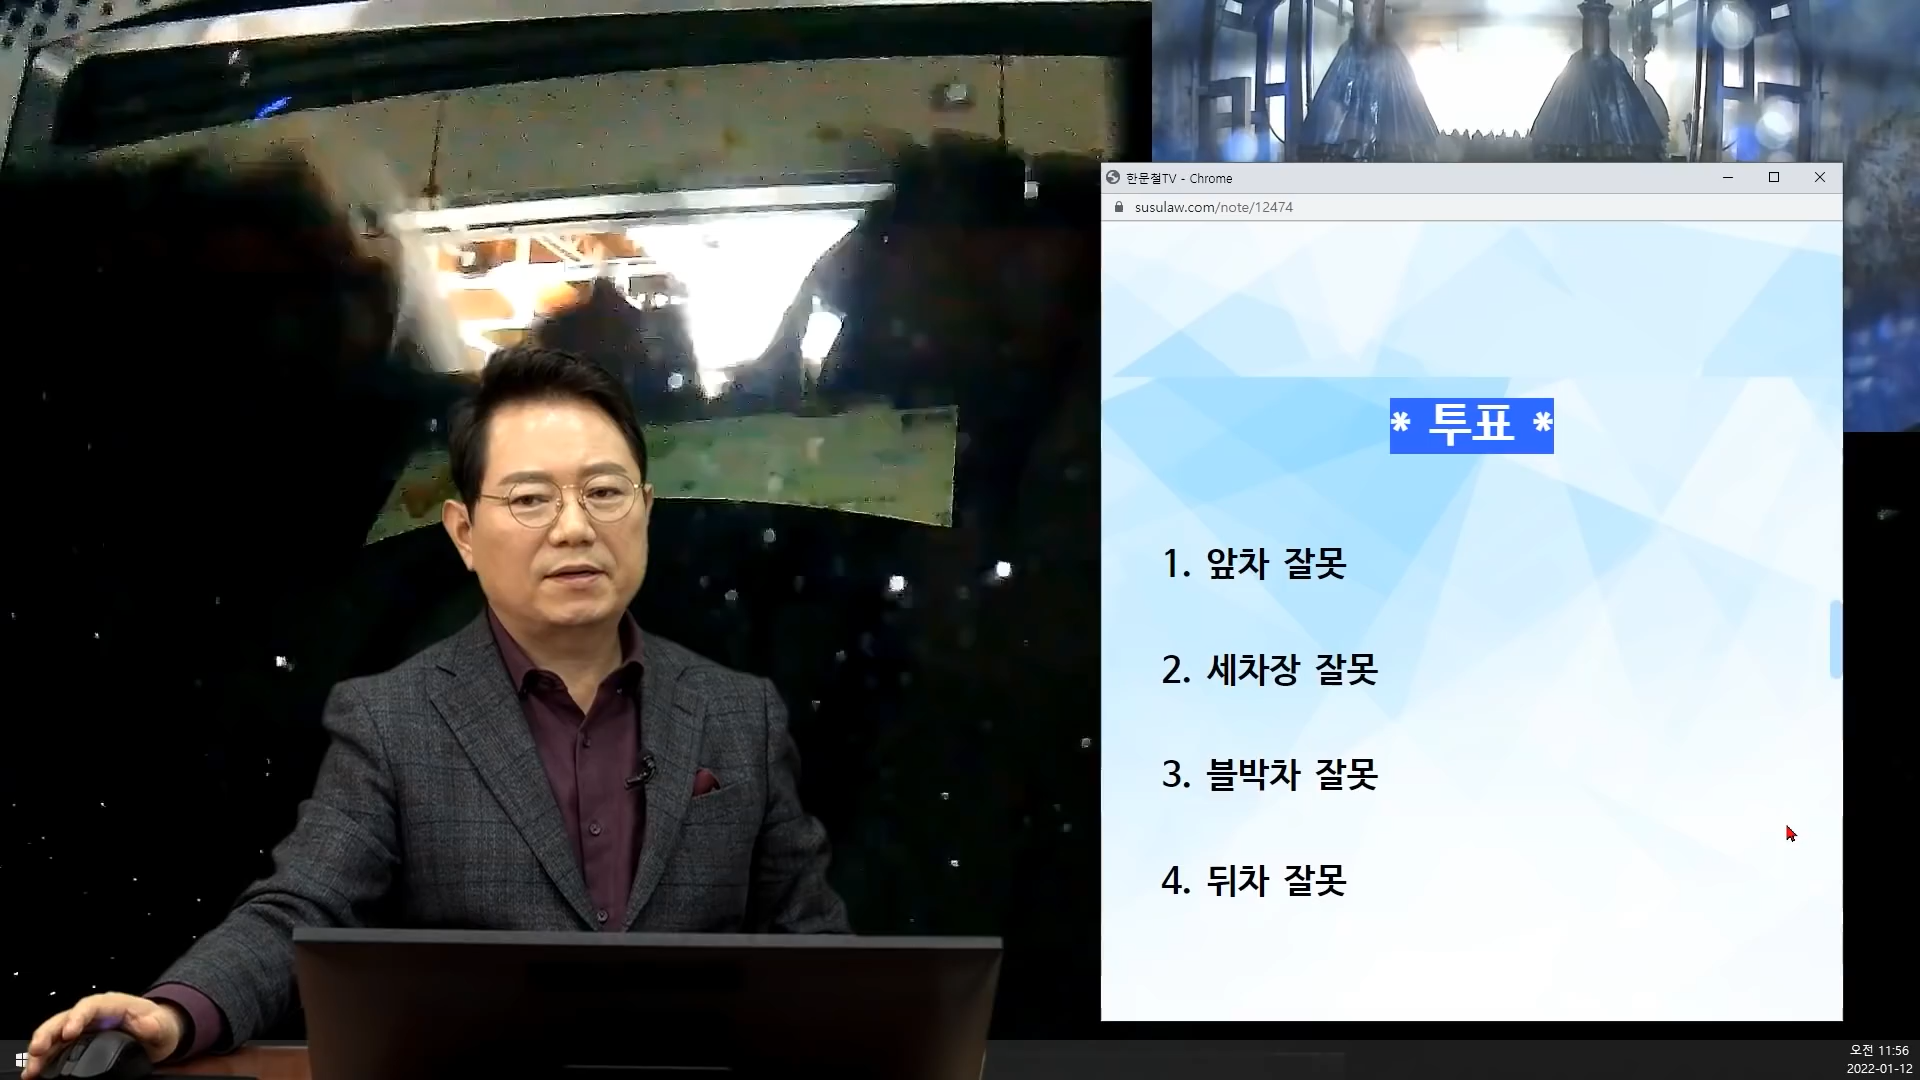 한문철TV - Chrome
susulaw.com/note/12474
* 투표 *
1. 앞차 잘못
2. 세차장 잘못
3. 블박차 잘못
4. 뒤차 잘못
오전 11:56
2022-01-12